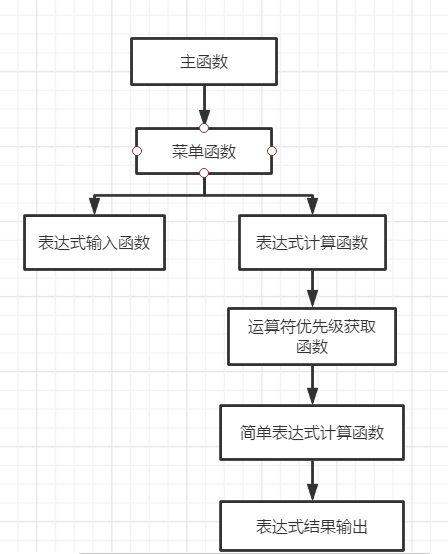 主函数
菜单函数
表达式输入函数
表达式计算函数
运算符优先级获取
函数
简单表达式计算函数
表达式结果输出